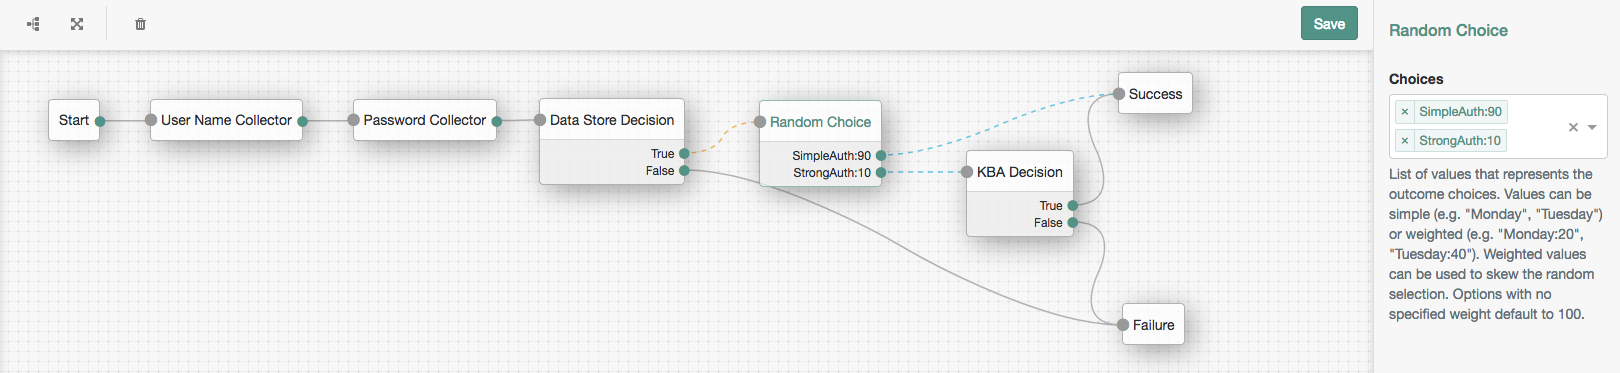 Save
Start
User Name Collector
Password Collector
Data Store Decision
True
False
Random Choice
SimpleAuth:90
StrongAuth:10
KBA Decision
True
False
Success
Failure
Random Choice
Choices
× SimpleAuth:90
× StrongAuth:10
×
List of values that represents the
outcome choices. Values can be
simple (e.g. "Monday", "Tuesday")
or weighted (e.g. "Monday:20",
"Tuesday:40"). Weighted values
can be used to skew the random
selection. Options with no
specified weight default to 100.